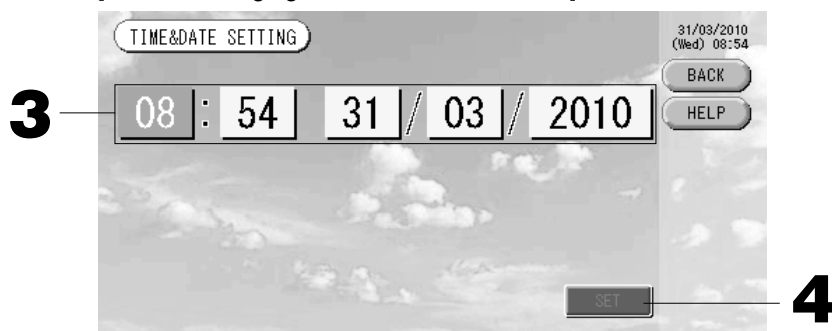 TIME&DATE SETTING
31/03/2010
(Wed) 08:54
BACK
3
08 : 54 31 / 03 / 2010
HELP
SET
4